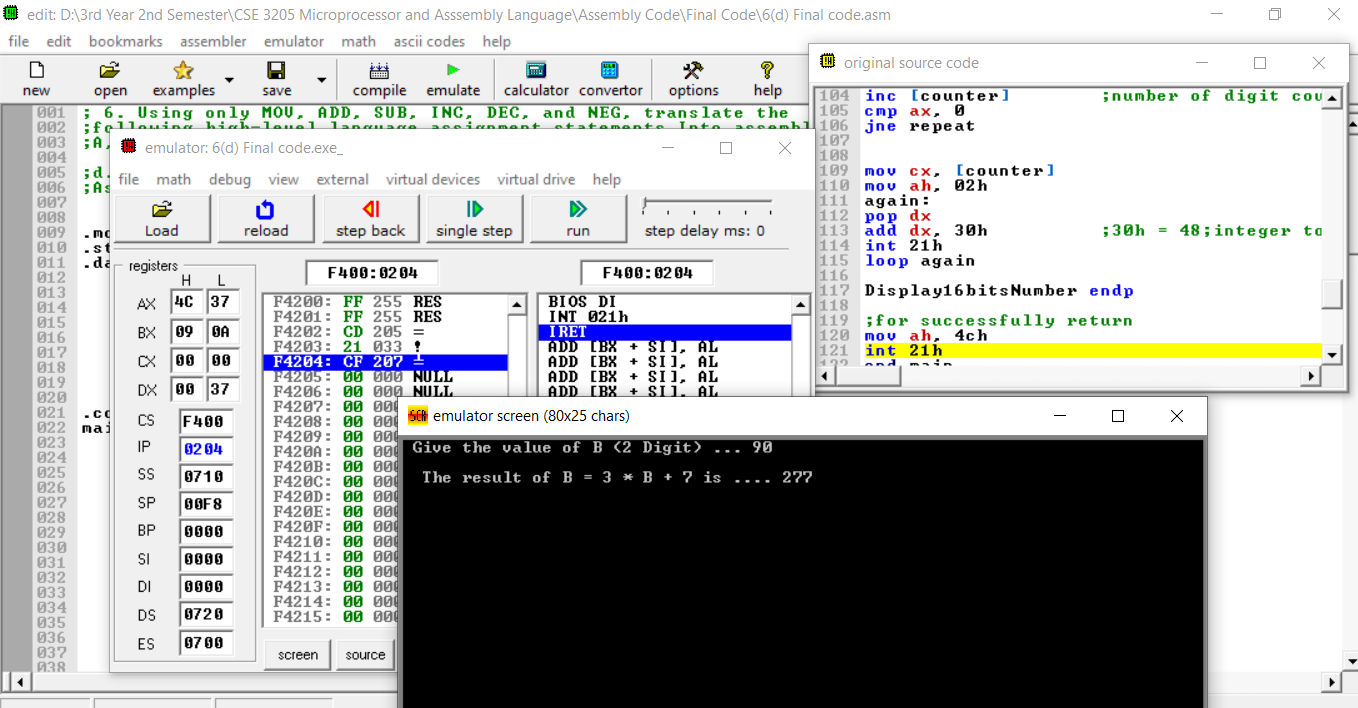 edit: D:\3rd Year 2nd Semester\CSE 3205 Microprocessor and Asssembly Language\Assembly Code\Final Code\6(d) Final code.asm
file edit bookmarks assembler emulator math ascii codes help
new open examples save compile emulate calculator convertor options help
001 ; 6. Using only MOV, ADD, SUB, INC, DEC, and NEG, translate the
002 ;following high-level language assignment statements Into assembl
003 ;A,
004
005 ;d.
006 ;As
007
008
009 .mo
010 .st
011 .da
012
013
014
015
016
017
018
019
020
021 .co
022 mai
023
024
025
026
027
028
029
030
031
032
033
034
035
036
037
038
emulator: 6(d) Final code.exe_
file math debug view external virtual devices virtual drive help
Load reload step back single step run step delay ms: 0
registers
H L
AX 4C 37
BX 09 0A
CX 00 00
DX 00 37
CS F400
IP 0204
SS 0710
SP 00F8
BP 0000
SI 0000
DI 0000
DS 0720
ES 0700
F400:0204 F400:0204
F4200: FF 255 RES
F4201: FF 255 RES
F4202: CD 205 =
F4203: 21 033 !
F4204: CF 207 ╧
F4205: 00 000 NULL
F4206: 00 000 NULL
F4207: 00 000
F4208: 00 000
F4209: 00 000
F420A: 00 000
F420B: 00 000
F420C: 00 000
F420D: 00 000
F420E: 00 000
F420F: 00 000
F4210: 00 000
F4211: 00 000
F4212: 00 000
F4213: 00 000
F4214: 00 000
F4215: 00 000
BIOS DI
INT 021h
IRET
ADD [BX + SI], AL
ADD [BX + SI], AL
ADD [BX + SI], AL
ADD [BX + SI], AL
screen source
original source code
104 inc [counter] ;number of digit cou
105 cmp ax, 0
106 jne repeat
107
108
109 mov cx, [counter]
110 mov ah, 02h
111 again:
112 pop dx
113 add dx, 30h ;30h = 48;integer to
114 int 21h
115 loop again
116
117 Display16bitsNumber endp
118
119 ;for successfully return
120 mov ah, 4ch
121 int 21h
122 end main
emulator screen (80x25 chars)
Give the value of B (2 Digit) ... 90
The result of B = 3 * B + 7 is .... 277